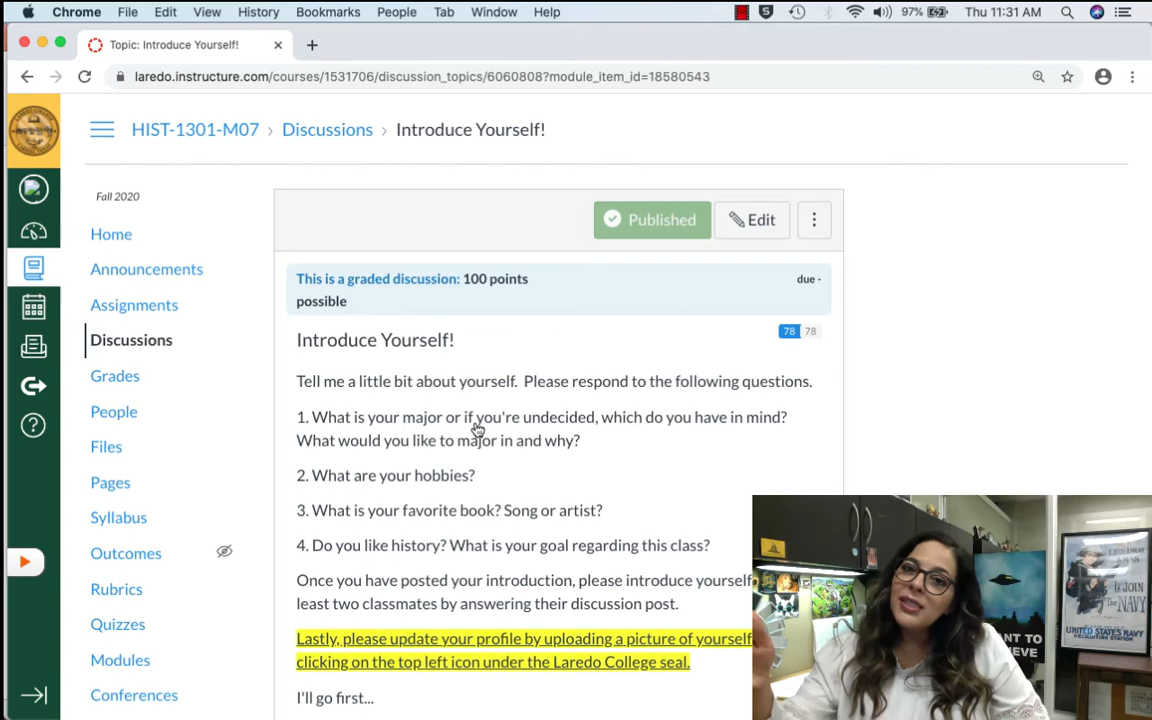 Chrome File Edit View History Bookmarks People Tab Window Help 97% Thu 11:31 AM
Topic: Introduce Yourself!
laredo.instructure.com/courses/1531706/discussion_topics/6060808?module_item_id=18580543
HIST-1301-M07 › Discussions › Introduce Yourself!
Fall 2020
Home
Announcements
Assignments
Discussions
Grades
People
Files
Pages
Syllabus
Outcomes
Rubrics
Quizzes
Modules
Conferences
Published Edit
This is a graded discussion: 100 points possible
due -
78 78
Introduce Yourself!
Tell me a little bit about yourself. Please respond to the following questions.
1. What is your major or if you're undecided, which do you have in mind?
What would you like to major in and why?
2. What are your hobbies?
3. What is your favorite book? Song or artist?
4. Do you like history? What is your goal regarding this class?
Once you have posted your introduction, please introduce yourself
least two classmates by answering their discussion post.
Lastly, please update your profile by uploading a picture of yourself
clicking on the top left icon under the Laredo College seal.
I'll go first...
I'D JOIN
The NAVY
UNITED STATES NAVY